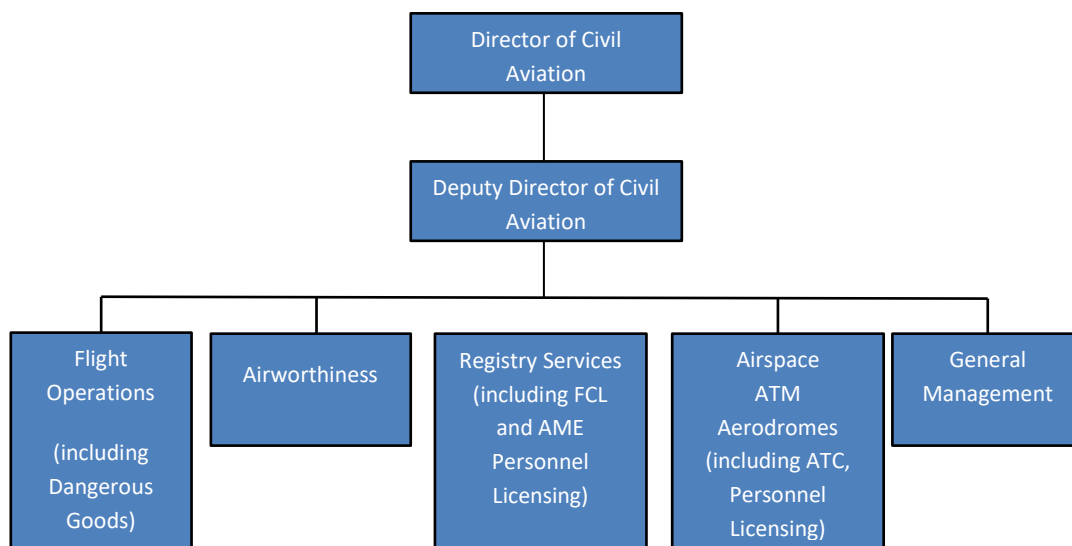 Director of Civil
Aviation
Deputy Director of Civil
Aviation
Flight
Operations
(including
Dangerous
Goods)
Airworthiness
Registry Services
(including FCL
and AME
Personnel
Licensing)
Airspace
ATM
Aerodromes
(including ATC,
Personnel
Licensing)
General
Management